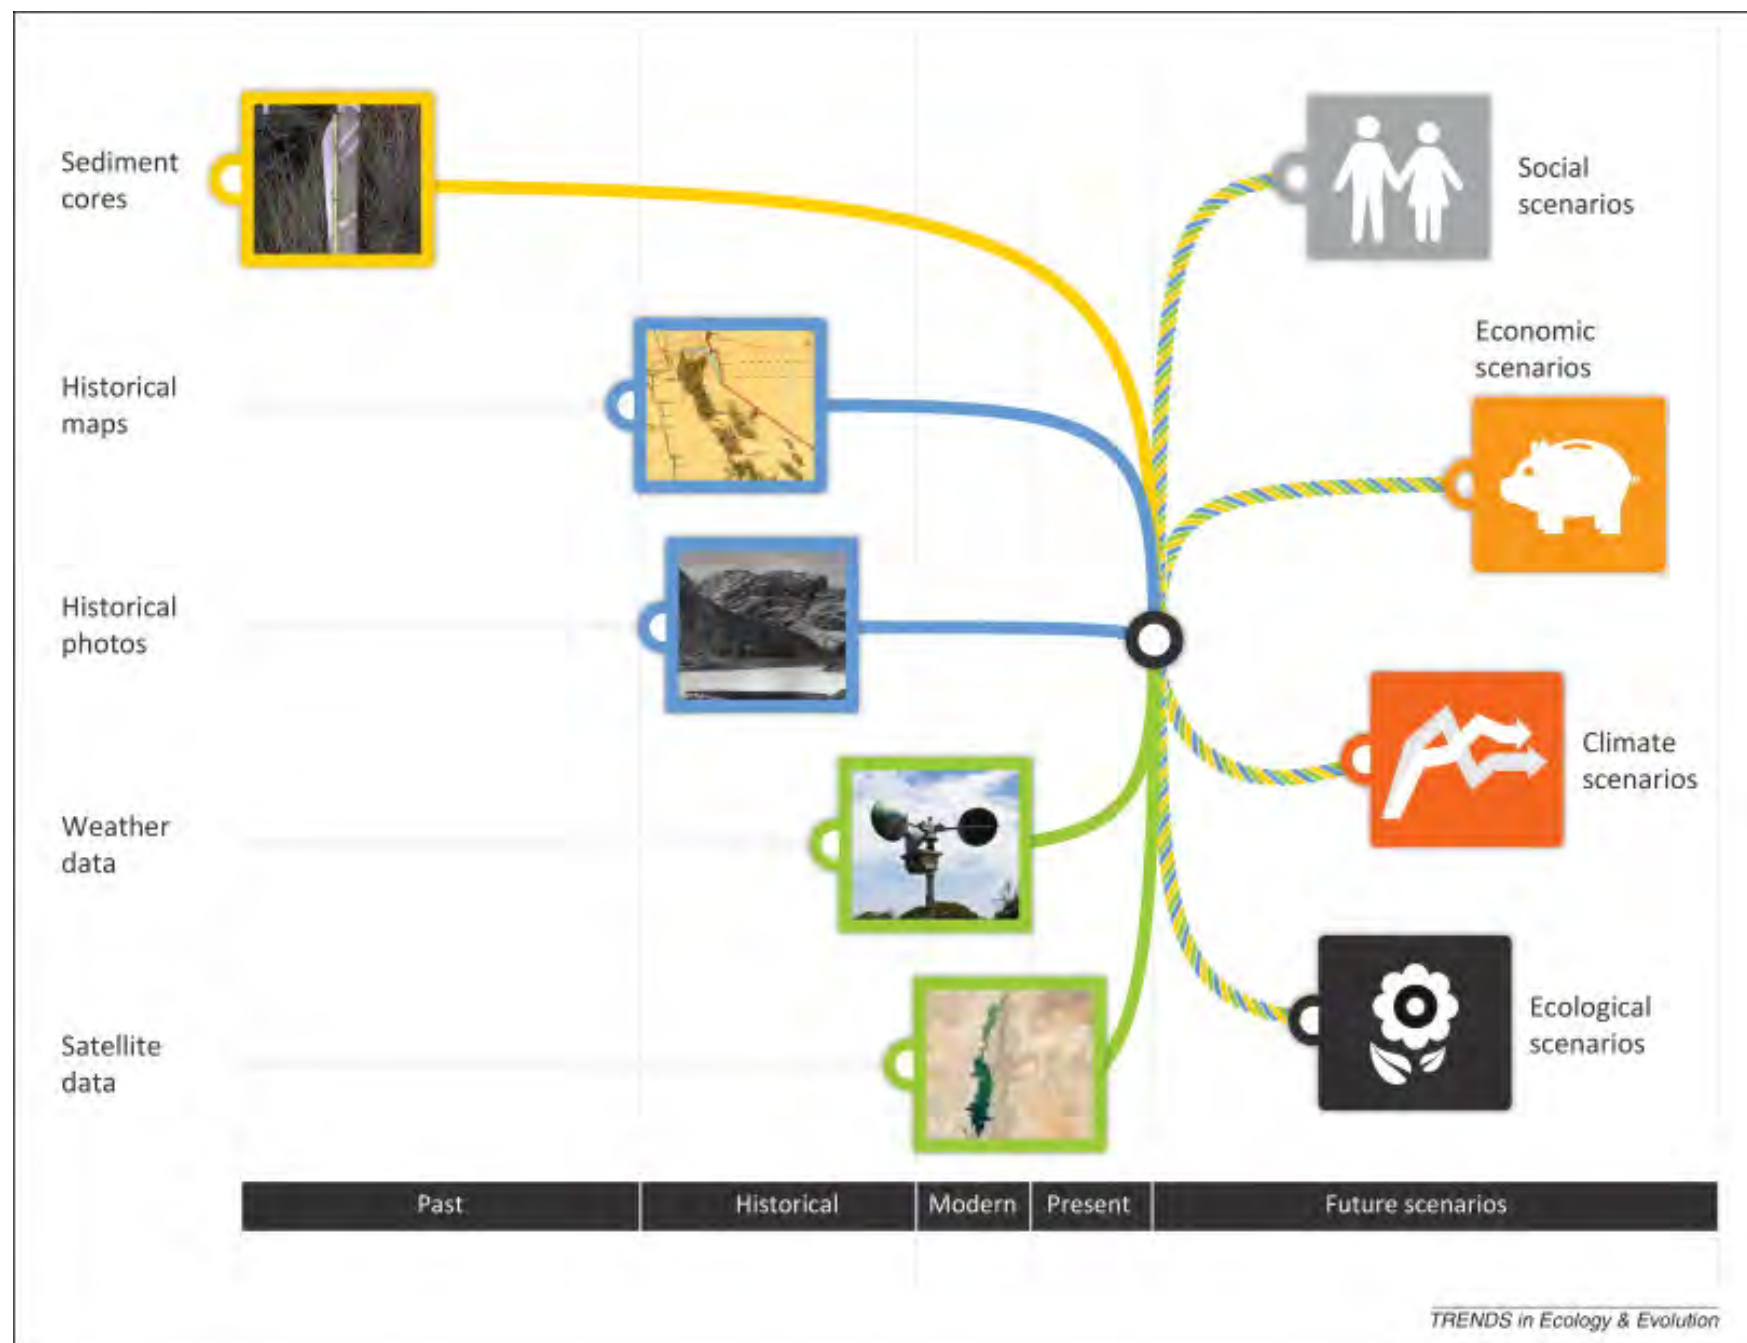 Sediment
cores
Social
scenarios
Economic
scenarios
Historical
maps
Historical
photos
Climate
scenarios
Weather
data
Ecological
scenarios
Satellite
data
Past
Historical
Modern
Present
Future scenarios
TRENDS in Ecology & Evolution